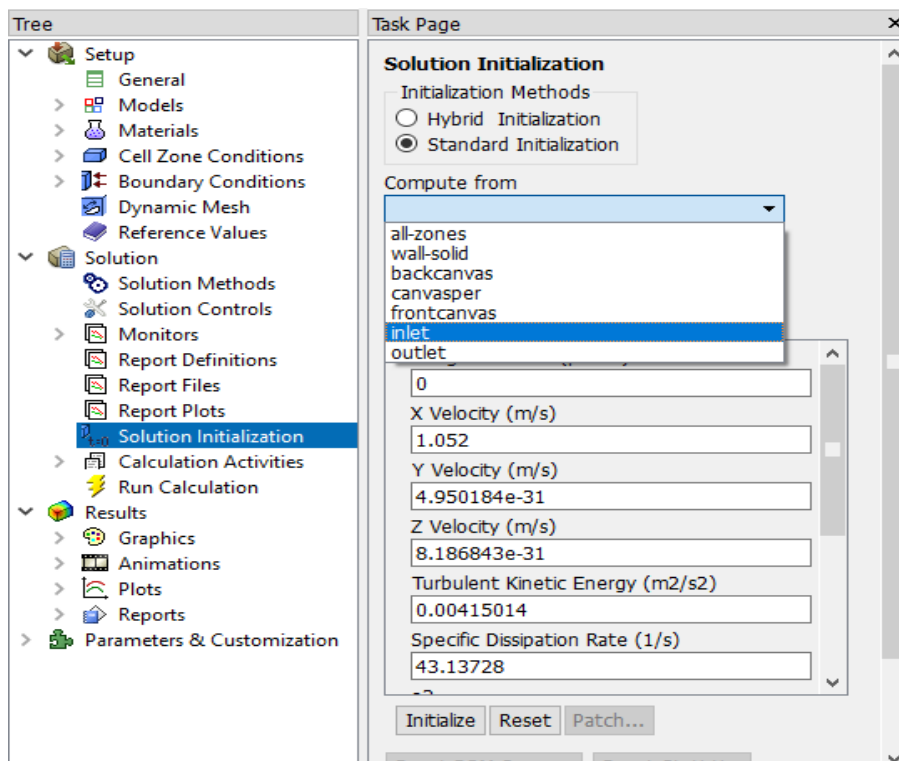 Tree
Setup
General
Models
Materials
Cell Zone Conditions
Boundary Conditions
Dynamic Mesh
Reference Values
Solution
Solution Methods
Solution Controls
Monitors
Report Definitions
Report Files
Report Plots
Solution Initialization
Calculation Activities
Run Calculation
Results
Graphics
Animations
Plots
Reports
Parameters & Customization
Task Page
Solution Initialization
Initialization Methods
Hybrid Initialization
Standard Initialization
Compute from
all-zones
wall-solid
backcanvas
canvasper
frontcanvas
inlet
outlet
0
X Velocity (m/s)
1.052
Y Velocity (m/s)
4.950184e-31
Z Velocity (m/s)
8.186843e-31
Turbulent Kinetic Energy (m2/s2)
0.00415014
Specific Dissipation Rate (1/s)
43.13728
Initialize
Reset
Patch...